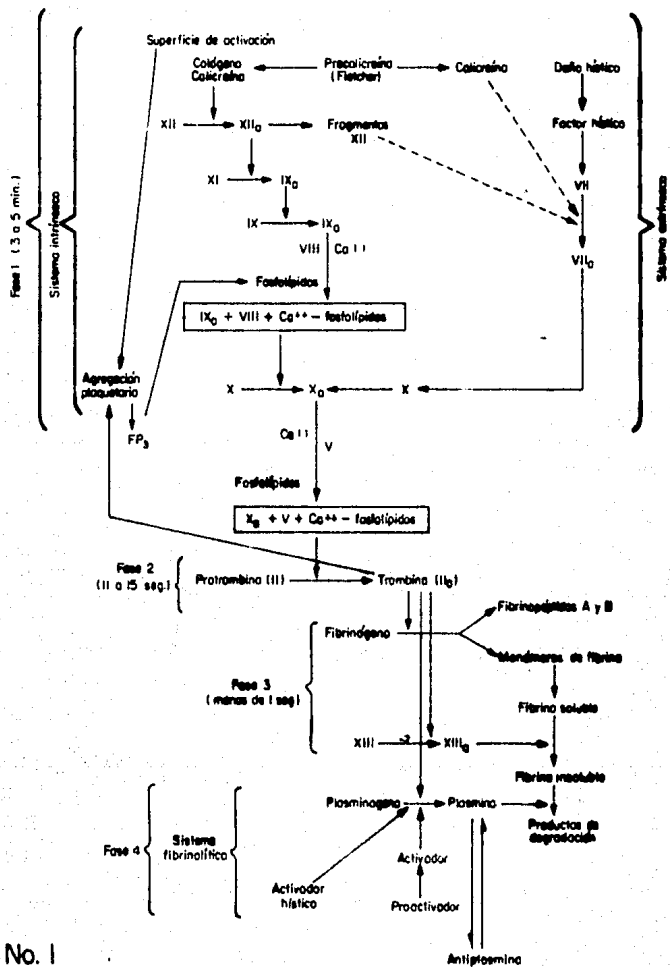 Superficie de activación
Colágeno
Calicreína
Precalicreína
(Fletcher)
Calicreína
Daño hístico
XII
XIIa
Fragmentos
XII
Factor hístico
XI
IXa
VII
IX
IXa
VIII
Ca++
VIIa
Fosfolípidos
IXa + VIII + Ca++ – fosfolípidos
Fase 1 (3 a 5 min.)
Sistema intrínseco
Sistema extrínseco
Agregación
plaquetaria
X
Xa
X
FP3
Ca++
V
Fosfolípidos
Xa + V + Ca++ – fosfolípidos
Fase 2
(11 a 15 seg.)
Protrombina (II)
Trombina (IIa)
Fibrinopéptidos A y B
Fibrinógeno
Monómeros de fibrina
Fase 3
(menos de 1 seg)
Fibrina soluble
XIII
XIIIa
Fibrina insoluble
Plasminógeno
Plasmina
Productos de
degradación
Fase 4
Sistema
fibrinolítico
Activador
Activador
hístico
Proactivador
Antiplasmina
No. 1